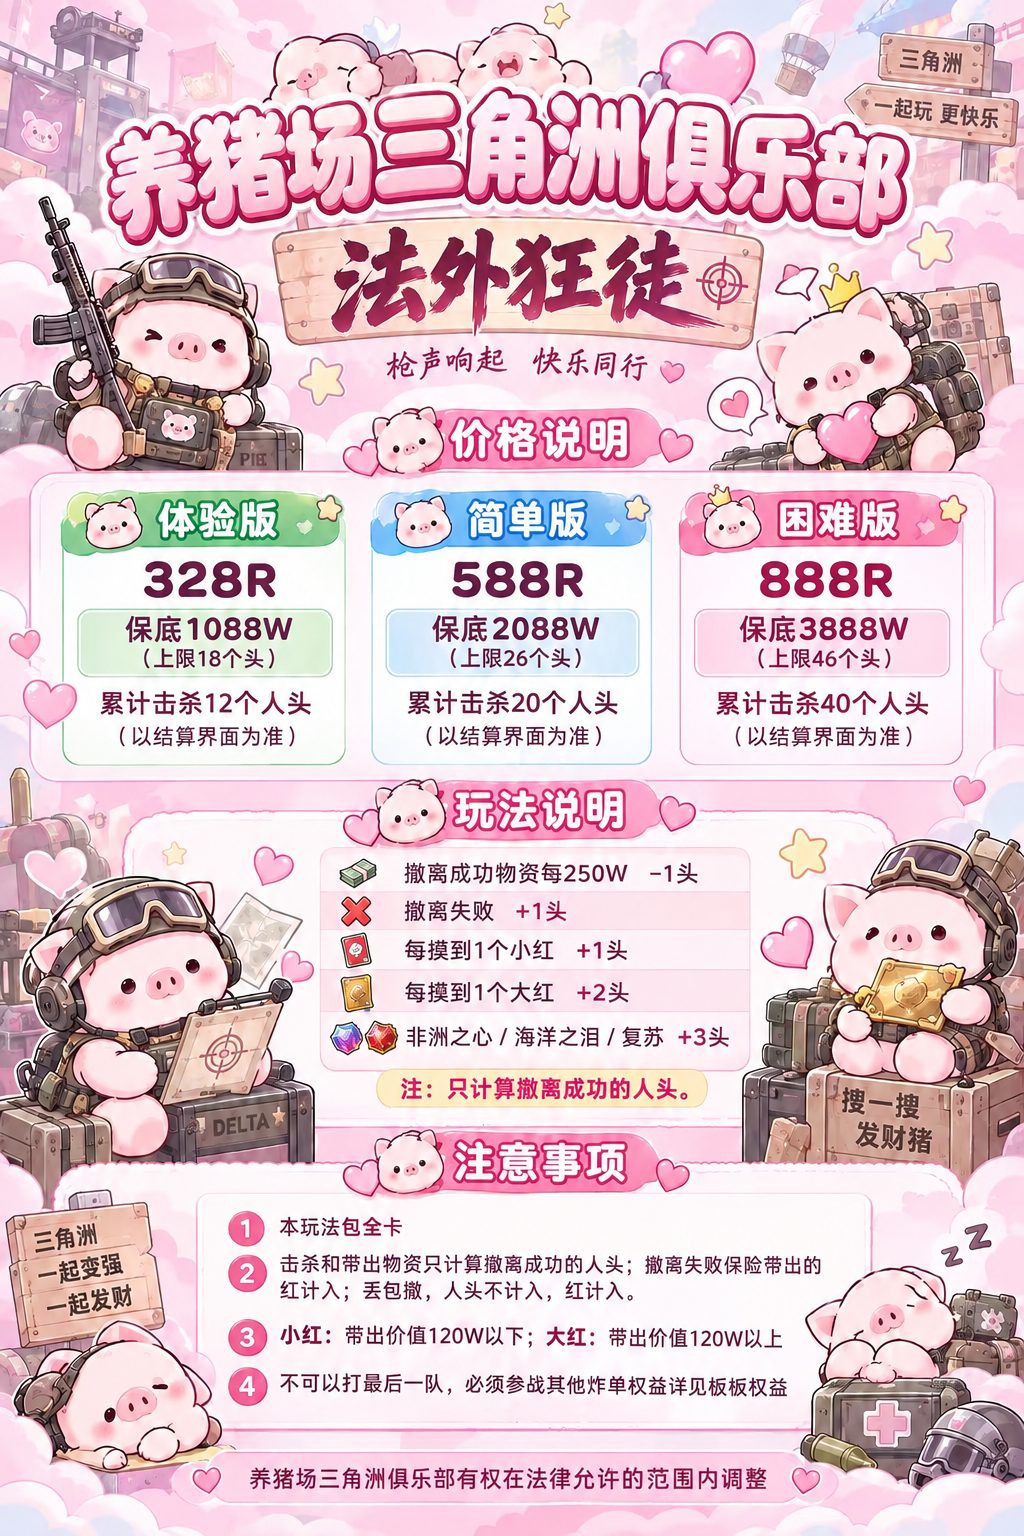 三角洲
一起玩 更快乐
养猪场三角洲俱乐部
法外狂徒
枪声响起 快乐同行
PIE
价格说明
体验版
328R
保底1088W
（上限18个头）
累计击杀12个人头
（以结算界面为准）
简单版
588R
保底2088W
（上限26个头）
累计击杀20个人头
（以结算界面为准）
困难版
888R
保底3888W
（上限46个头）
累计击杀40个人头
（以结算界面为准）
玩法说明
撤离成功物资每250W −1头
撤离失败 +1头
每摸到1个小红 +1头
每摸到1个大红 +2头
非洲之心 / 海洋之泪 / 复苏 +3头
注：只计算撤离成功的人头。
DELTA
搜一搜
发财猪
注意事项
三角洲
一起变强
一起发财
1 本玩法包全卡
2 击杀和带出物资只计算撤离成功的人头；撤离失败保险带出的
红计入；丢包撤，人头不计入，红计入。
3 小红：带出价值120W以下；大红：带出价值120W以上
4 不可以打最后一队，必须参战其他炸单权益详见板板权益
zzz
养猪场三角洲俱乐部有权在法律允许的范围内调整